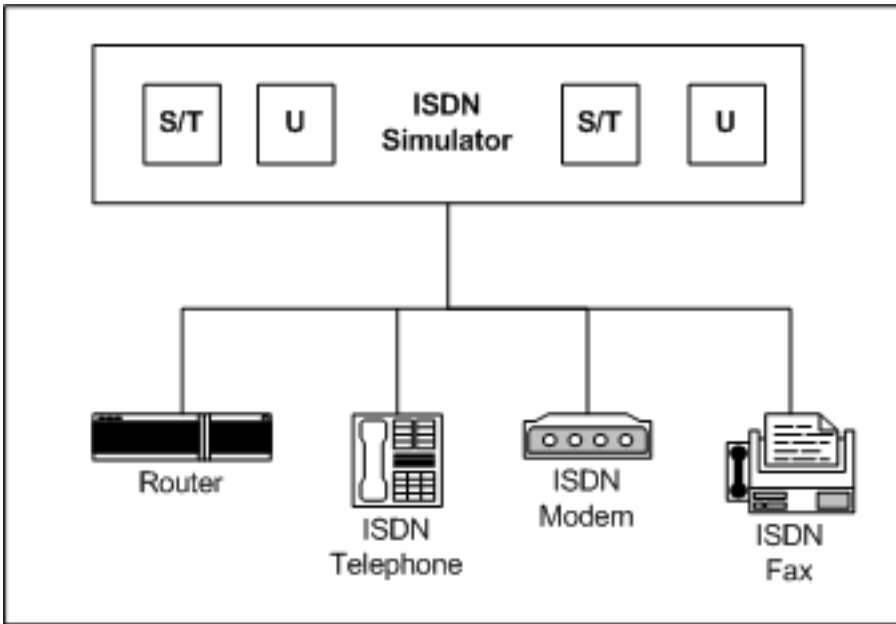 S/T
U
ISDN
Simulator
S/T
U
Router
ISDN
Telephone
ISDN
Modem
ISDN
Fax